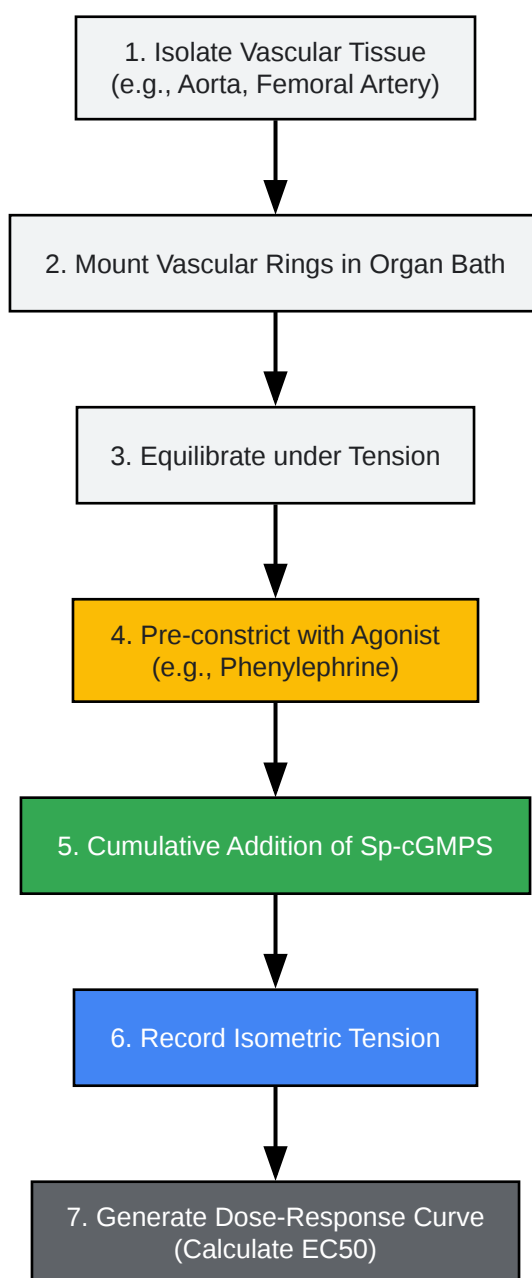 1. Isolate Vascular Tissue
(e.g., Aorta, Femoral Artery)
2. Mount Vascular Rings in Organ Bath
3. Equilibrate under Tension
4. Pre-constrict with Agonist
(e.g., Phenylephrine)
5. Cumulative Addition of Sp-cGMPS
6. Record Isometric Tension
7. Generate Dose-Response Curve
(Calculate EC50)